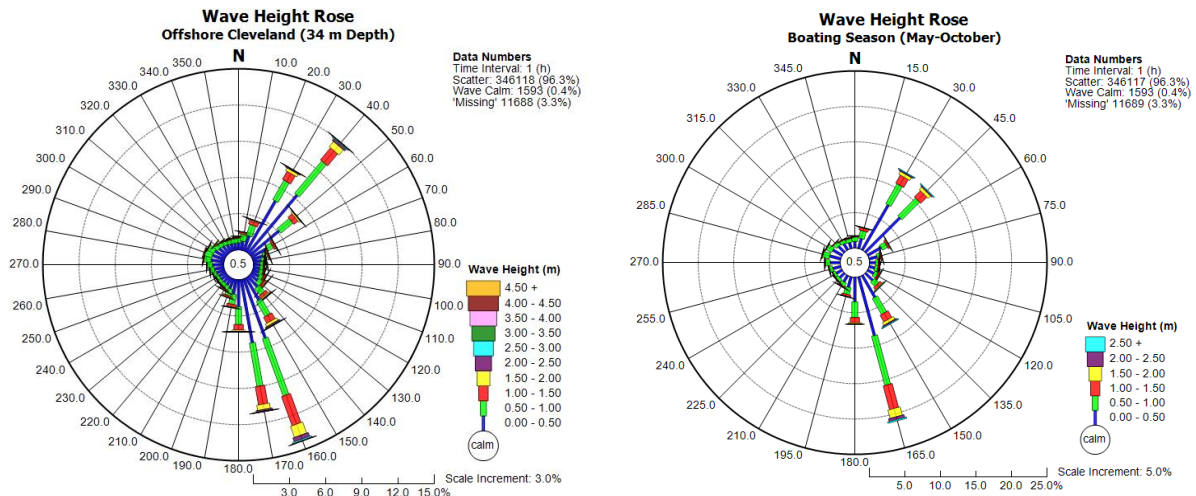 Wave Height Rose
Offshore Cleveland (34 m Depth)
N
10.0
20.0
30.0
40.0
50.0
60.0
70.0
80.0
90.0
100.0
110.0
120.0
130.0
140.0
150.0
160.0
170.0
180.0
190.0
200.0
210.0
220.0
230.0
240.0
250.0
260.0
270.0
280.0
290.0
300.0
310.0
320.0
330.0
340.0
350.0
0.5
Data Numbers
Time Interval: 1 (h)
Scatter: 346118 (96.3%)
Wave Calm: 1593 (0.4%)
'Missing' 11688 (3.3%)
Wave Height (m)
4.50 +
4.00 - 4.50
3.50 - 4.00
3.00 - 3.50
2.50 - 3.00
2.00 - 2.50
1.50 - 2.00
1.00 - 1.50
0.50 - 1.00
0.00 - 0.50
calm
Scale Increment: 3.0%
3.0 6.0 9.0 12.0 15.0%
Wave Height Rose
Boating Season (May-October)
N
15.0
30.0
45.0
60.0
75.0
90.0
105.0
120.0
135.0
150.0
165.0
180.0
195.0
210.0
225.0
240.0
255.0
270.0
285.0
300.0
315.0
330.0
345.0
0.5
Data Numbers
Time Interval: 1 (h)
Scatter: 346117 (96.3%)
Wave Calm: 1593 (0.4%)
'Missing' 11689 (3.3%)
Wave Height (m)
2.50 +
2.00 - 2.50
1.50 - 2.00
1.00 - 1.50
0.50 - 1.00
0.00 - 0.50
calm
Scale Increment: 5.0%
5.0 10.0 15.0 20.0 25.0%